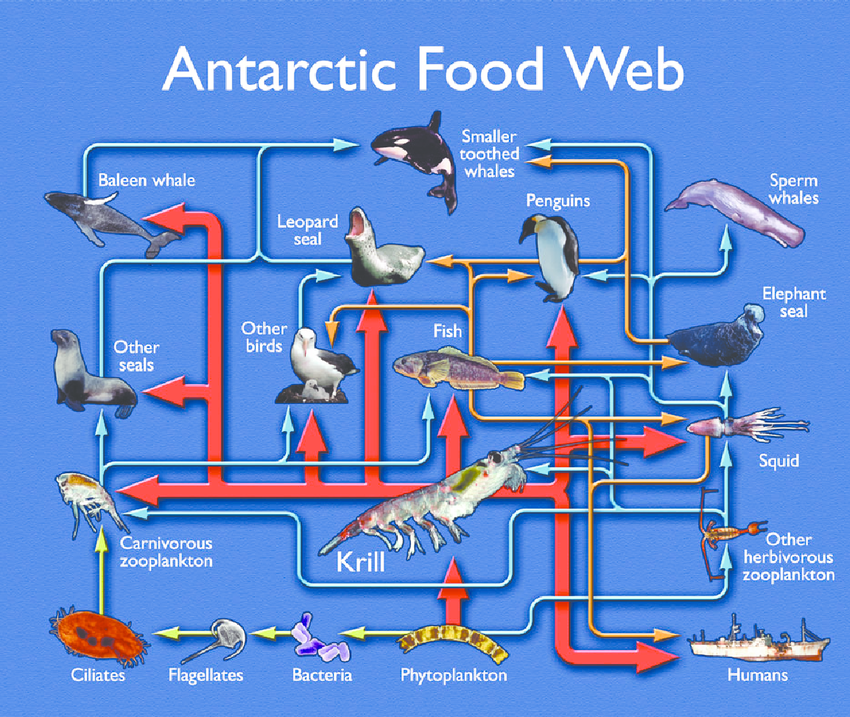 Antarctic Food Web
Smaller
toothed
whales
Baleen whale
Sperm
whales
Penguins
Leopard
seal
Elephant
seal
Other
birds
Fish
Other
seals
Squid
Carnivorous
zooplankton
Krill
Other
herbivorous
zooplankton
Ciliates
Flagellates
Bacteria
Phytoplankton
Humans